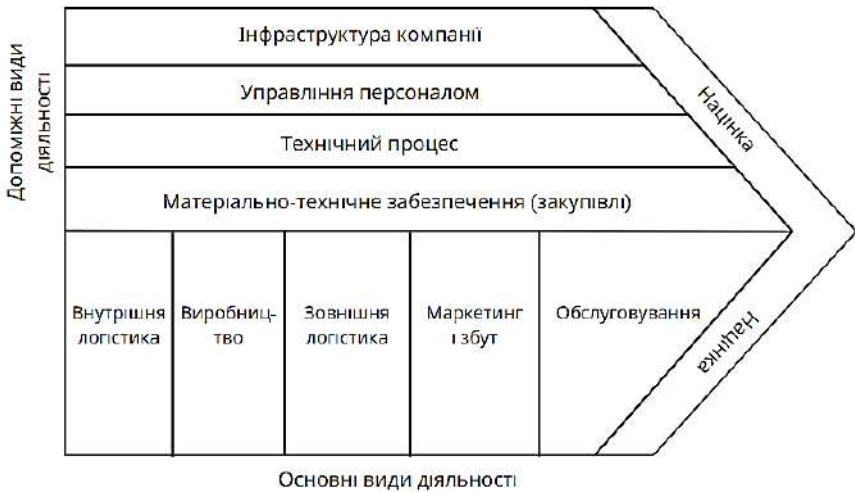 Допоміжні види
діяльності
Інфраструктура компанії
Управління персоналом
Технічний процес
Матеріально-технічне забезпечення (закупівлі)
Націнка
Внутрішня
логістика
Виробниц-
тво
Зовнішня
логістика
Маркетинг
і збут
Обслуговування
Націнка
Основні види діяльності